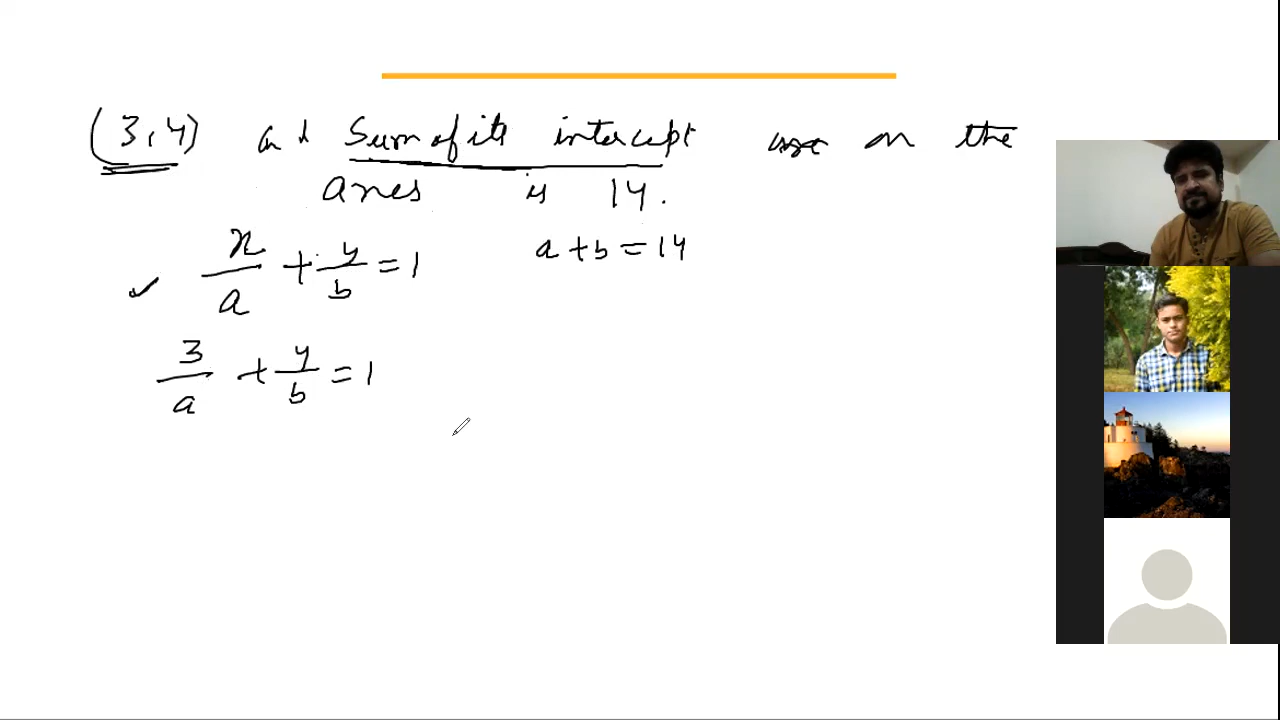 (3,4) and Sum of its intercept on the
axes is 14.
x/a + y/b = 1 a + b = 14
3/a + 4/b = 1